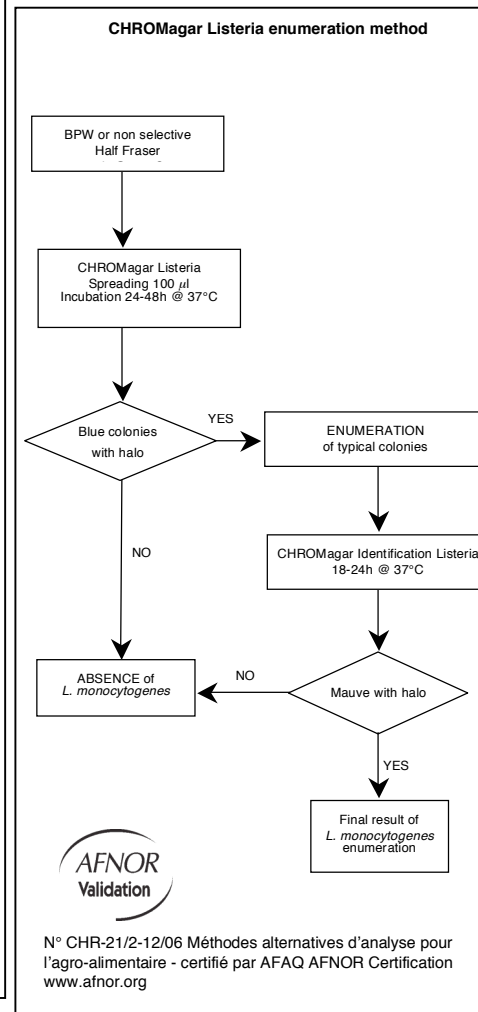 CHROMagar Listeria enumeration method
BPW or non selective
Half Fraser
CHROMagar Listeria
Spreading 100 µl
Incubation 24-48h @ 37°C
Blue colonies
with halo
YES
ENUMERATION
of typical colonies
NO
CHROMagar Identification Listeria
18-24h @ 37°C
ABSENCE of
L. monocytogenes
NO
Mauve with halo
YES
Final result of
L. monocytogenes
enumeration
AFNOR
Validation
N° CHR-21/2-12/06 Méthodes alternatives d'analyse pour
l'agro-alimentaire - certifié par AFAQ AFNOR Certification
www.afnor.org